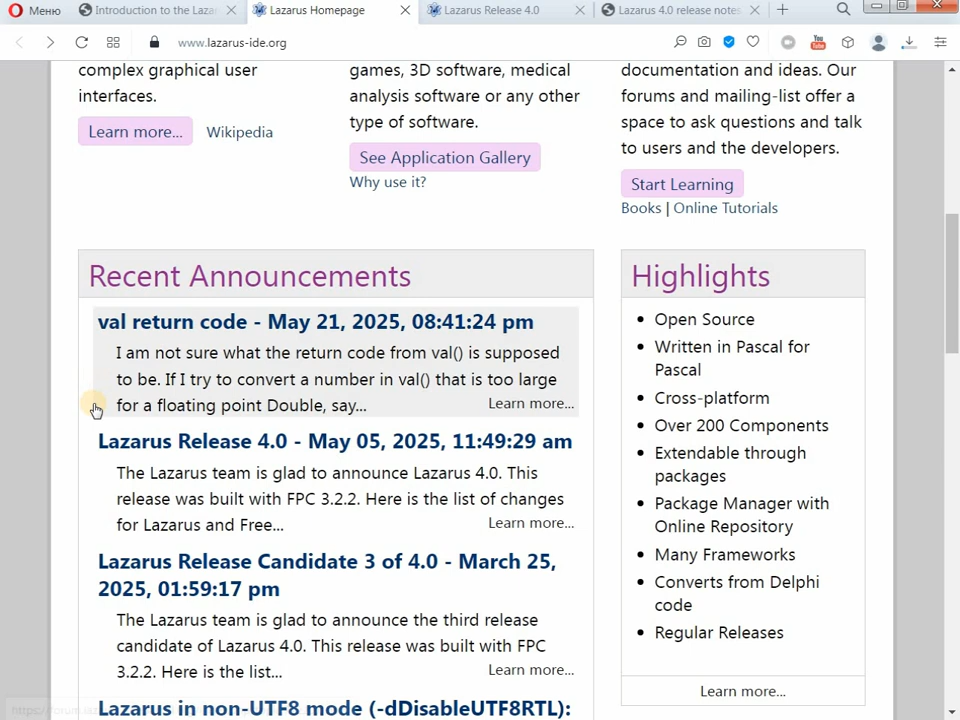 Меню
Introduction to the Lazar
Lazarus Homepage
Lazarus Release 4.0
Lazarus 4.0 release notes
www.lazarus-ide.org
complex graphical user
interfaces.
Learn more...
Wikipedia
games, 3D software, medical
analysis software or any other
type of software.
See Application Gallery
Why use it?
documentation and ideas. Our
forums and mailing-list offer a
space to ask questions and talk
to users and the developers.
Start Learning
Books | Online Tutorials
Recent Announcements
val return code - May 21, 2025, 08:41:24 pm
I am not sure what the return code from val() is supposed
to be. If I try to convert a number in val() that is too large
for a floating point Double, say...
Learn more...
Lazarus Release 4.0 - May 05, 2025, 11:49:29 am
The Lazarus team is glad to announce Lazarus 4.0. This
release was built with FPC 3.2.2. Here is the list of changes
for Lazarus and Free...
Learn more...
Lazarus Release Candidate 3 of 4.0 - March 25,
2025, 01:59:17 pm
The Lazarus team is glad to announce the third release
candidate of Lazarus 4.0. This release was built with FPC
3.2.2. Here is the list...
Learn more...
Lazarus in non-UTF8 mode (-dDisableUTF8RTL):
Highlights
Open Source
Written in Pascal for
Pascal
Cross-platform
Over 200 Components
Extendable through
packages
Package Manager with
Online Repository
Many Frameworks
Converts from Delphi
code
Regular Releases
Learn more...